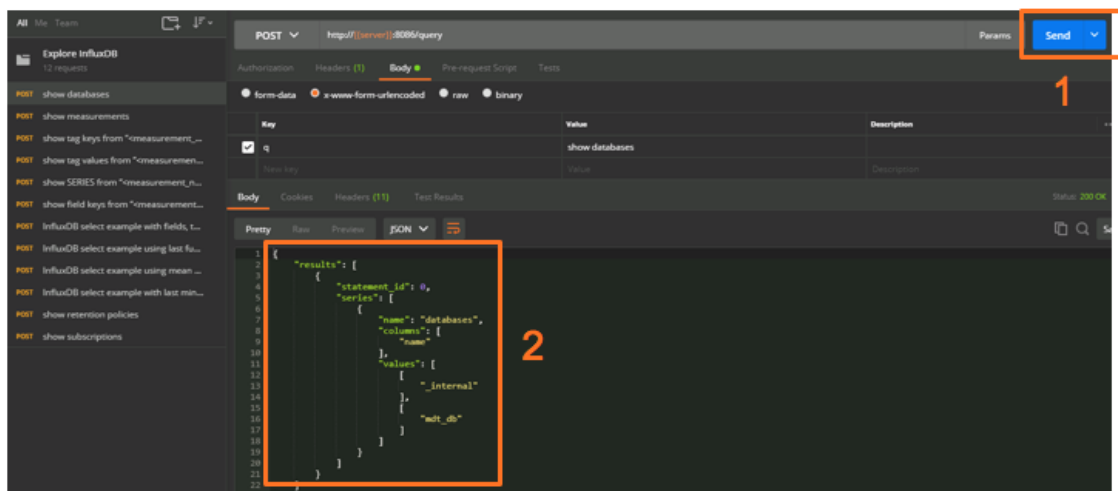 All Me Team
Explore InfluxDB
12 requests
POST show databases
POST show measurements
POST show tag keys from "<measurement_...
POST show tag values from "<measuremen...
POST show SERIES from "<measurement_n...
POST show field keys from "<measurement...
POST InfluxDB select example with fields, t...
POST InfluxDB select example using last fu...
POST InfluxDB select example using mean ...
POST InfluxDB select example with last min...
POST show retention policies
POST show subscriptions
POST http://{{server}}:8086/query Params Send
1
Authorization Headers (1) Body Pre-request Script Tests
form-data x-www-form-urlencoded raw binary
Key Value Description
q show databases
New key Value Description
Body Cookies Headers (11) Test Results Status: 200 OK
Pretty Raw Preview JSON
1 {
2 "results": [
3 {
4 "statement_id": 0,
5 "series": [
6 {
7 "name": "databases",
8 "columns": [
9 "name"
10 ],
11 "values": [
12 [
13 "_internal"
14 ],
15 [
16 "mdt_db"
17 ]
18 ]
19 }
20 ]
21 }
22
2